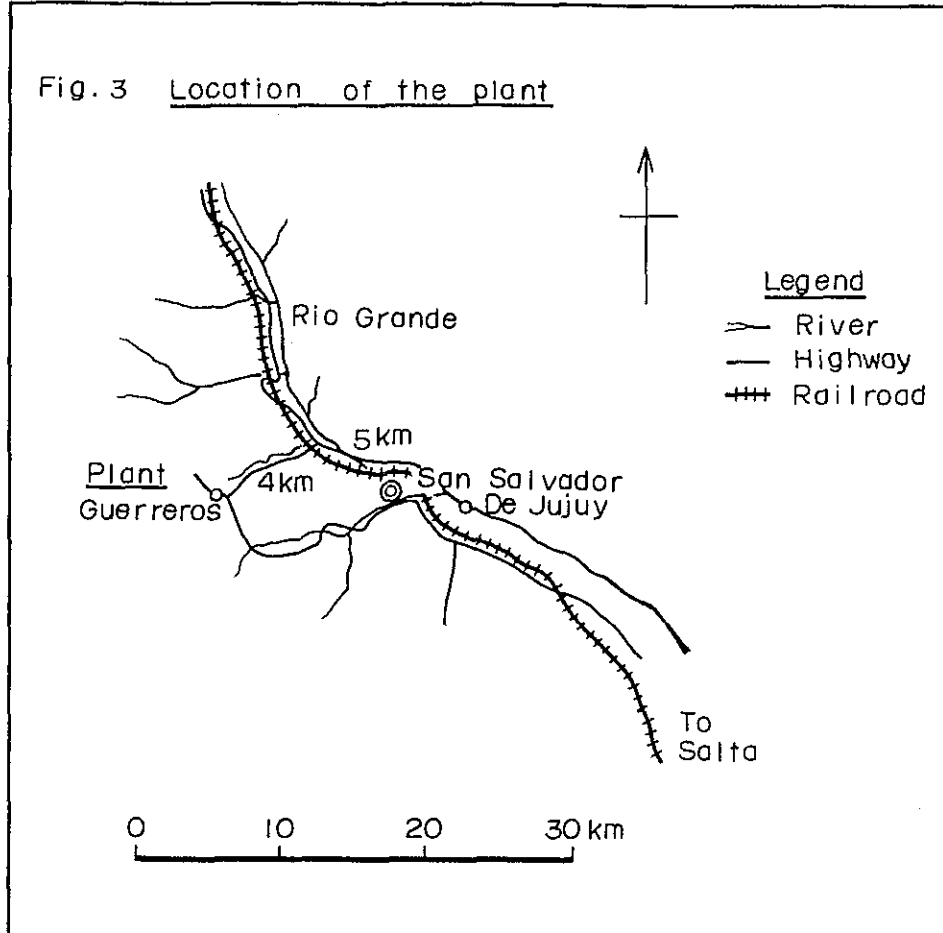 Fig. 3 Location of the plant
Legend
River
Highway
Railroad
Rio Grande
5km
4km
Plant
Guerreros
San Salvador
De Jujuy
To
Salta
0 10 20 30 km